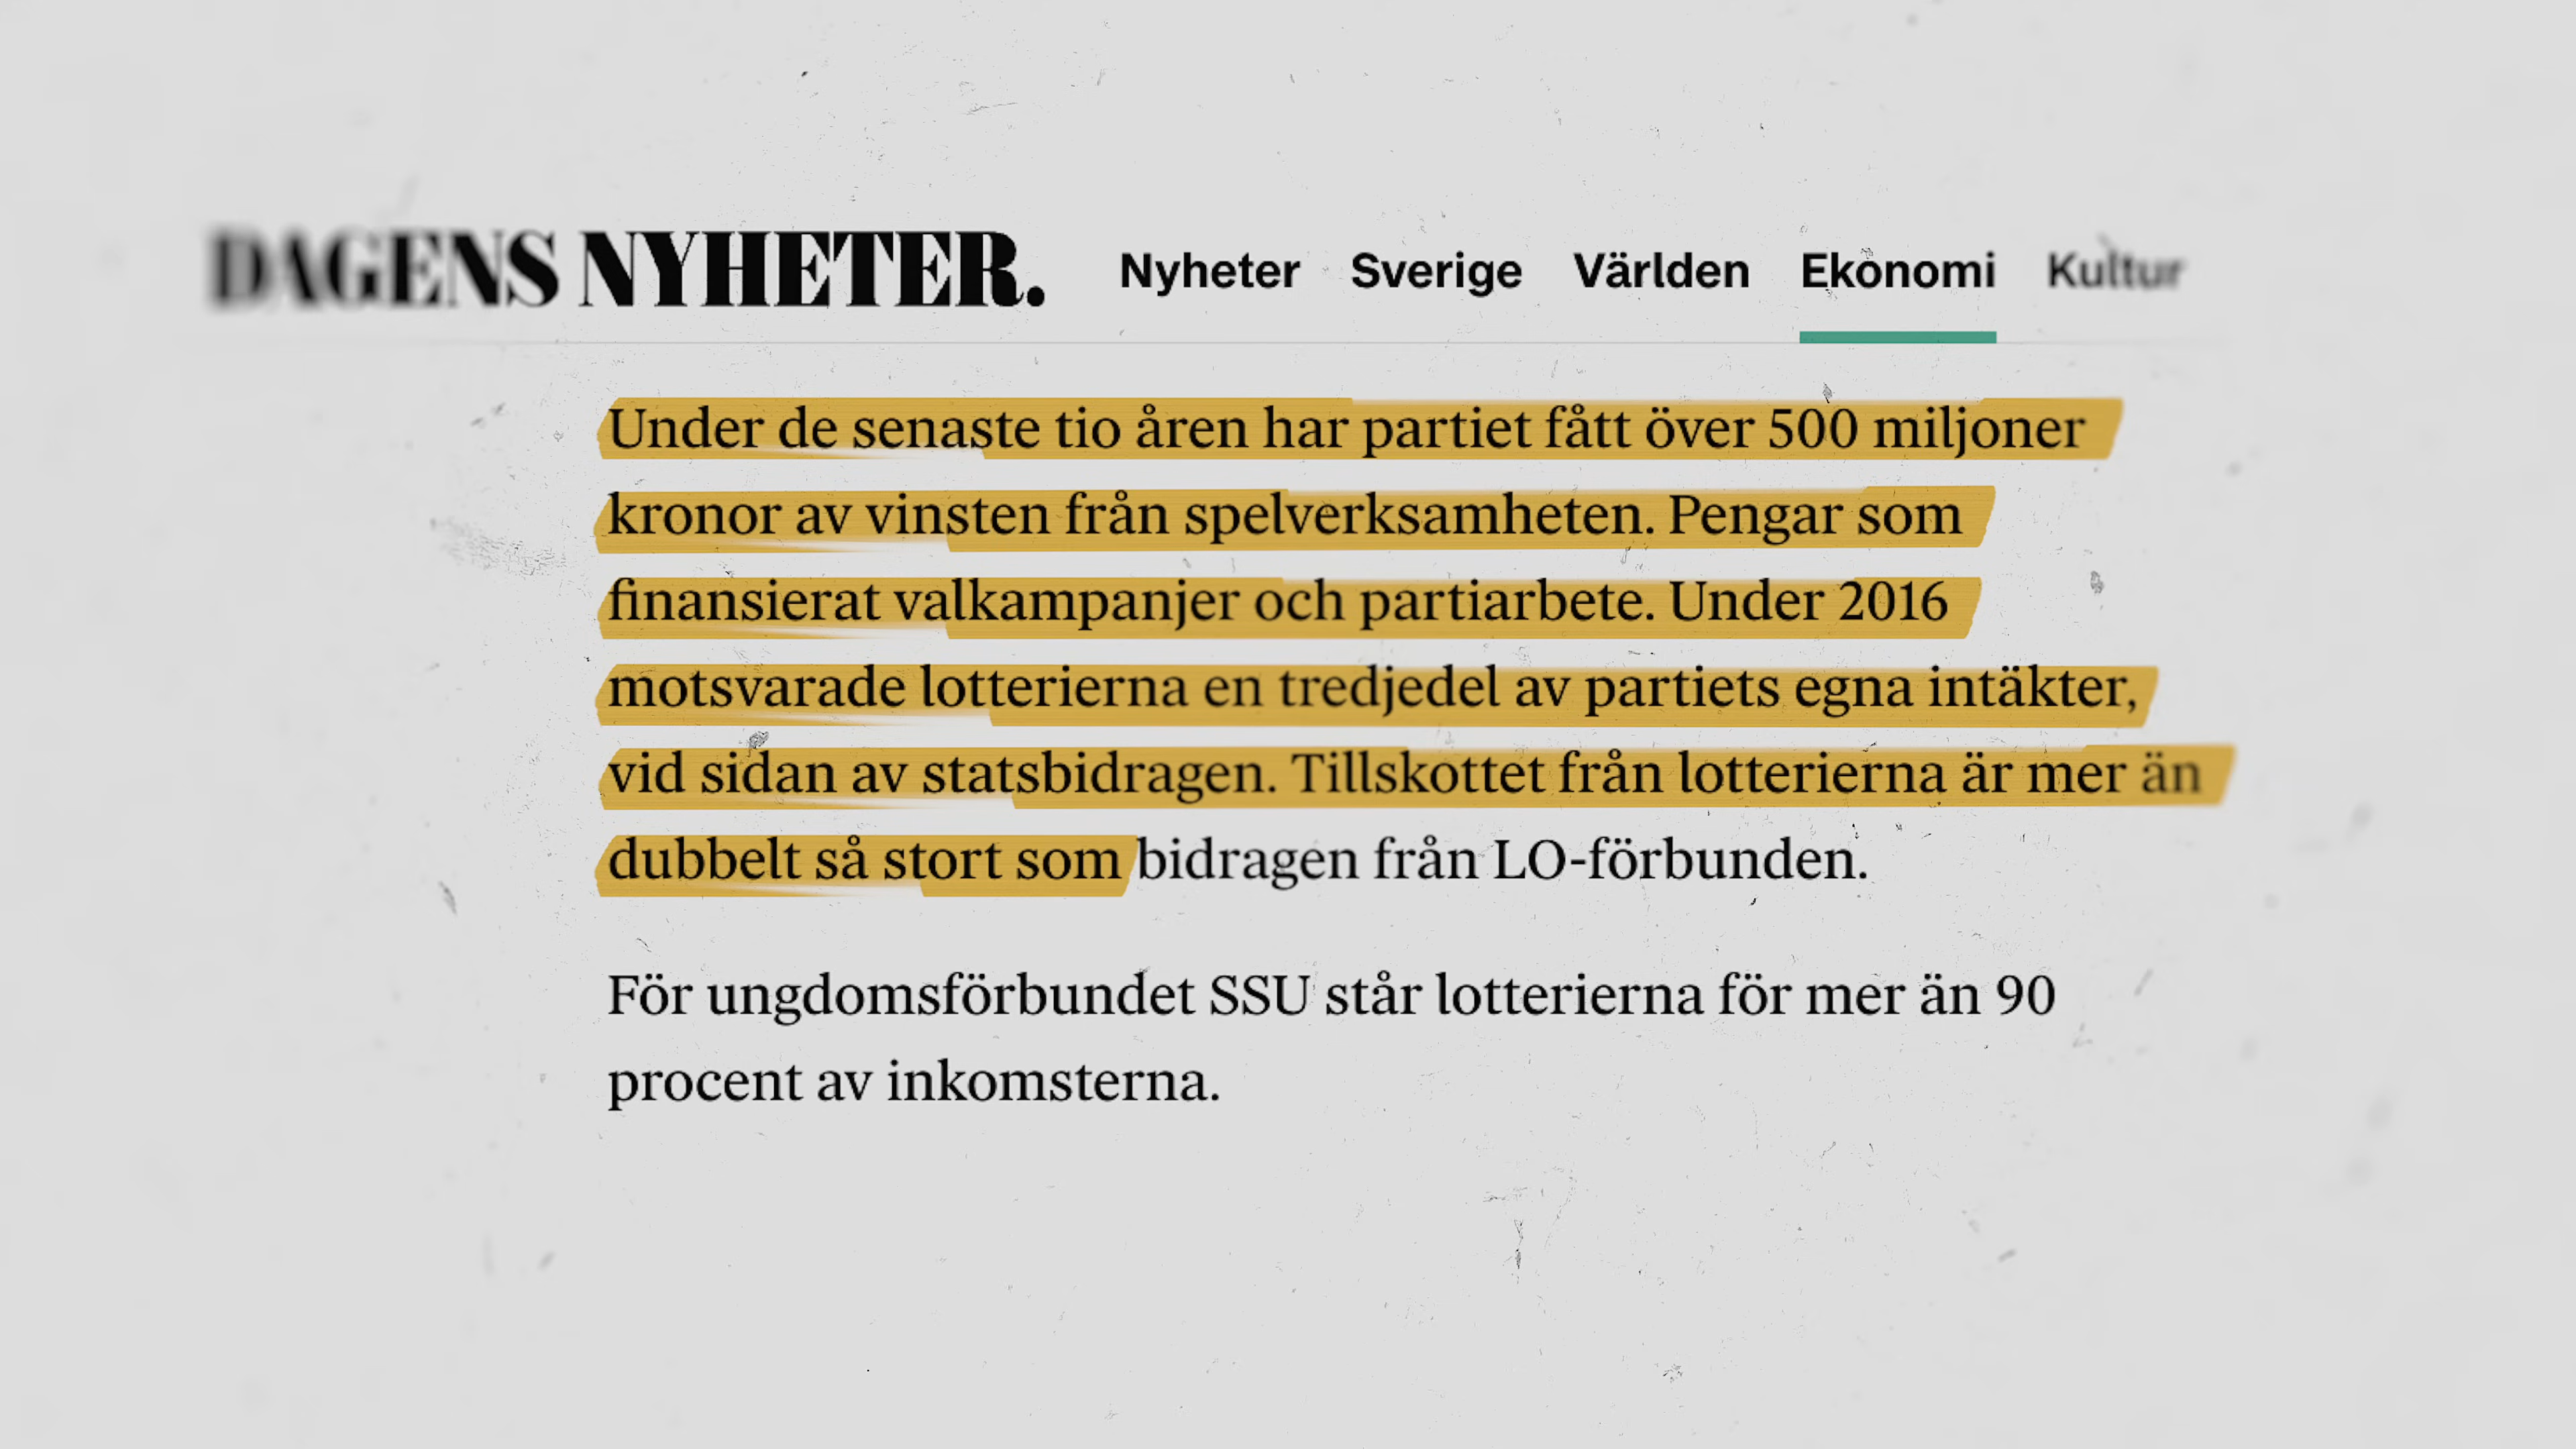 DAGENS NYHETER.
Nyheter Sverige Världen Ekonomi Kultur
Under de senaste tio åren har partiet fått över 500 miljoner
kronor av vinsten från spelverksamheten. Pengar som
finansierat valkampanjer och partiarbete. Under 2016
motsvarade lotterierna en tredjedel av partiets egna intäkter,
vid sidan av statsbidragen. Tillskottet från lotterierna är mer än
dubbelt så stort som bidragen från LO-förbunden.
För ungdomsförbundet SSU står lotterierna för mer än 90
procent av inkomsterna.